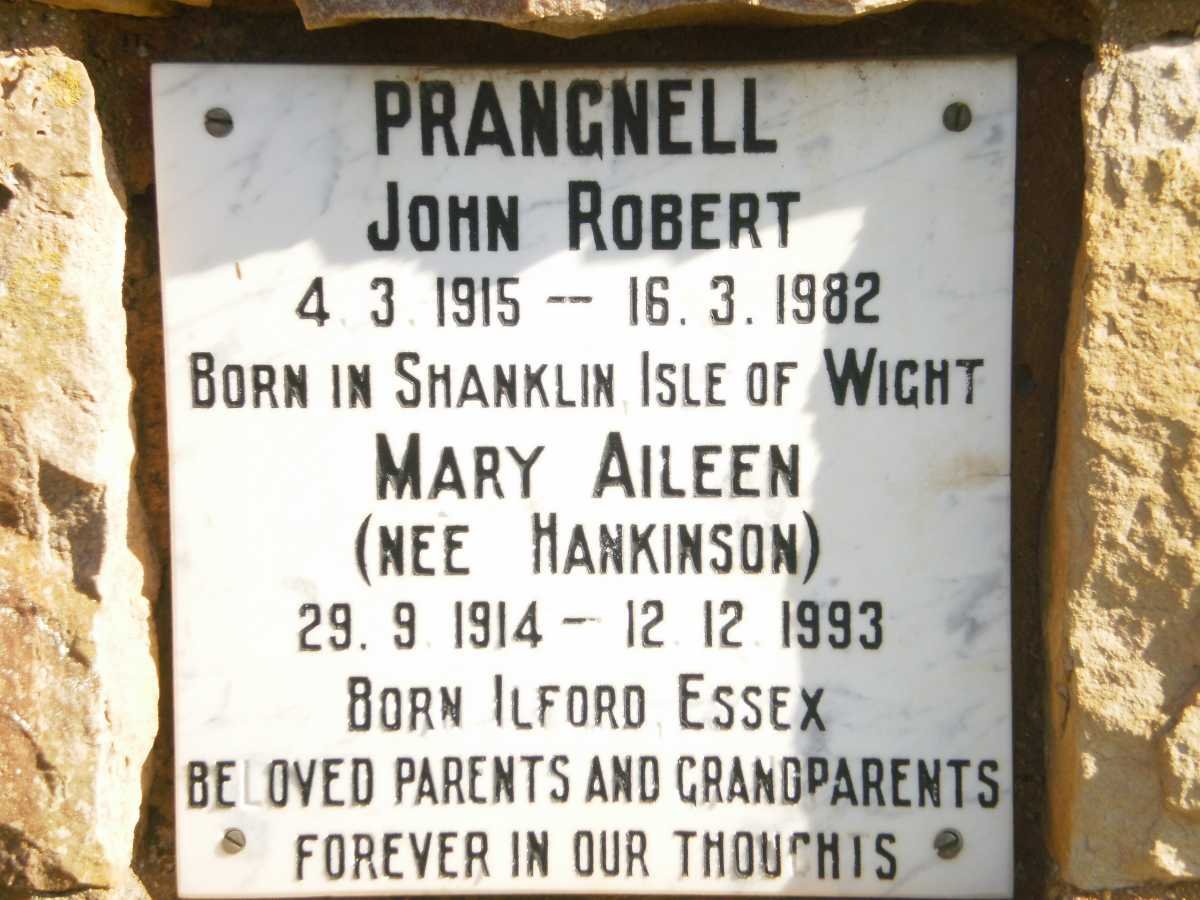 PRANGNELL
JOHN ROBERT
4. 3. 1915 -- 16. 3. 1982
BORN IN SHANKLIN, ISLE OF WIGHT
MARY AILEEN
(NEE HANKINSON)
29. 9. 1914 -- 12. 12. 1993
BORN ILFORD, ESSEX
BELOVED PARENTS AND GRANDPARENTS
FOREVER IN OUR THOUGHTS